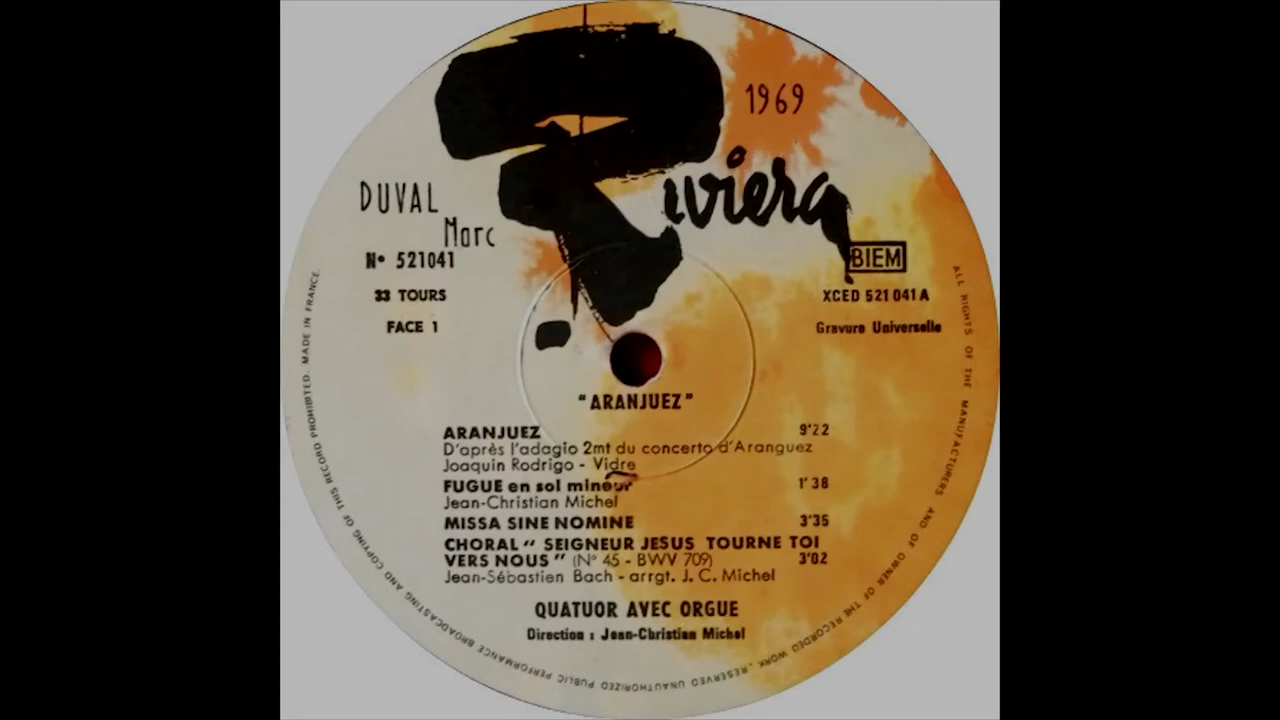 1969
Riviera
DUVAL
Marc
BIEM
Nº 521041
XCED 521 041 A
33 TOURS
Gravure Universelle
FACE 1
"ARANJUEZ"
ARANJUEZ 9'22
D'après l'adagio 2mt du concerto d'Aranguez
Joaquin Rodrigo - Vidre
FUGUE en sol mineur 1'38
Jean-Christian Michel
MISSA SINE NOMINE 3'35
CHORAL " SEIGNEUR JESUS TOURNE TOI
VERS NOUS " (Nº 45 - BWV 709) 3'02
Jean-Sébastien Bach - arrgt. J. C. Michel
QUATUOR AVEC ORGUE
Direction : Jean-Christian Michel
ALL RIGHTS OF THE MANUFACTURERS AND OF OWNER OF THE RECORDED WORK, RESERVED UNAUTHORIZED PUBLIC PERFORMANCE BROADCASTING AND COPYING OF THIS RECORD PROHIBITED. MADE IN FRANCE.